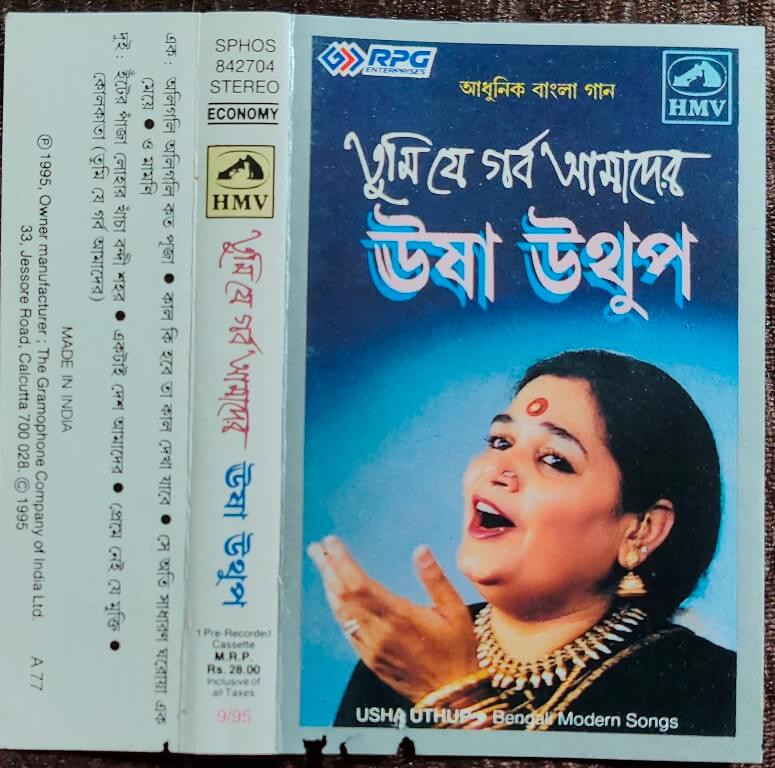 RPG
ENTERPRISES
আধুনিক বাংলা গান
HMV
তুমি যে গর্ব আমাদের
ঊষা উথুপ
USHA UTHUP Bengali Modern Songs
SPHOS
842704
STEREO
ECONOMY
HMV
তুমি যে গর্ব আমাদের ঊষা উথুপ
1 Pre-Recorded
Cassette
M.R.P.
Rs. 28.00
Inclusive of
all Taxes
9/95
এক: অলিগলি অলিগলি কত পূজা ● কাল কি হবে তা কাল দেখা যাবে ● সে অতি সাধারণ ঘরোয়া এক
মেয়ে ● ও মামনি
দুই: ইঁটের পাঁজা লোহার খাঁচা বন্দী শহর ● একটাই দেশ আমাদের ● প্রেমে নেই যে মুক্তি ●
কোলকাতা (তুমি যে গর্ব আমাদের)
MADE IN INDIA
℗ 1995, Owner manufacturer ; The Gramophone Company of India Ltd.
33, Jessore Road, Calcutta 700 028. © 1995
A 77